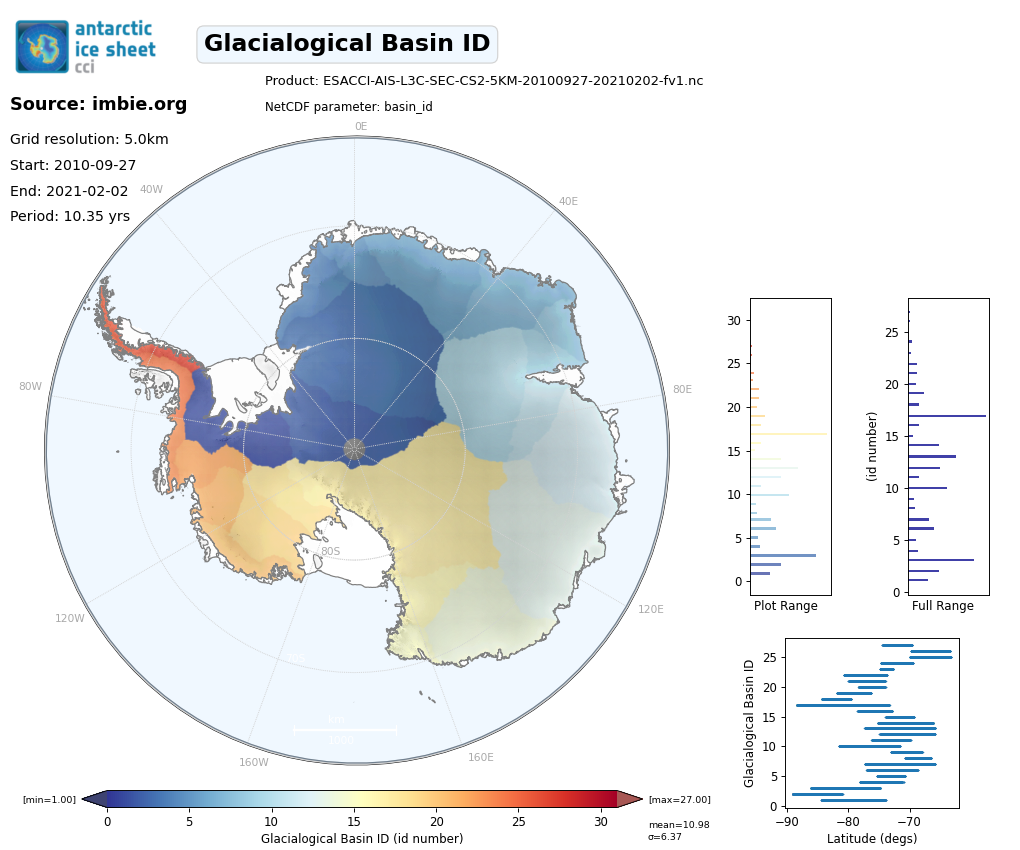 antarctic
ice sheet
cci
Glacialogical Basin ID
Product: ESACCI-AIS-L3C-SEC-CS2-5KM-20100927-20210202-fv1.nc
NetCDF parameter: basin_id
Source: imbie.org
Grid resolution: 5.0km
Start: 2010-09-27
End: 2021-02-02
Period: 10.35 yrs
0E
40W
40E
80W
80E
80S
120W
120E
70S
km
1000
160W
160E
30
25
20
15
10
5
0
Plot Range
(id number)
25
20
15
10
5
0
Full Range
Glacialogical Basin ID
25
20
15
10
5
0
−90
−80
−70
Latitude (degs)
[min=1.00]
[max=27.00]
0
5
10
15
20
25
30
Glacialogical Basin ID (id number)
mean=10.98
σ=6.37